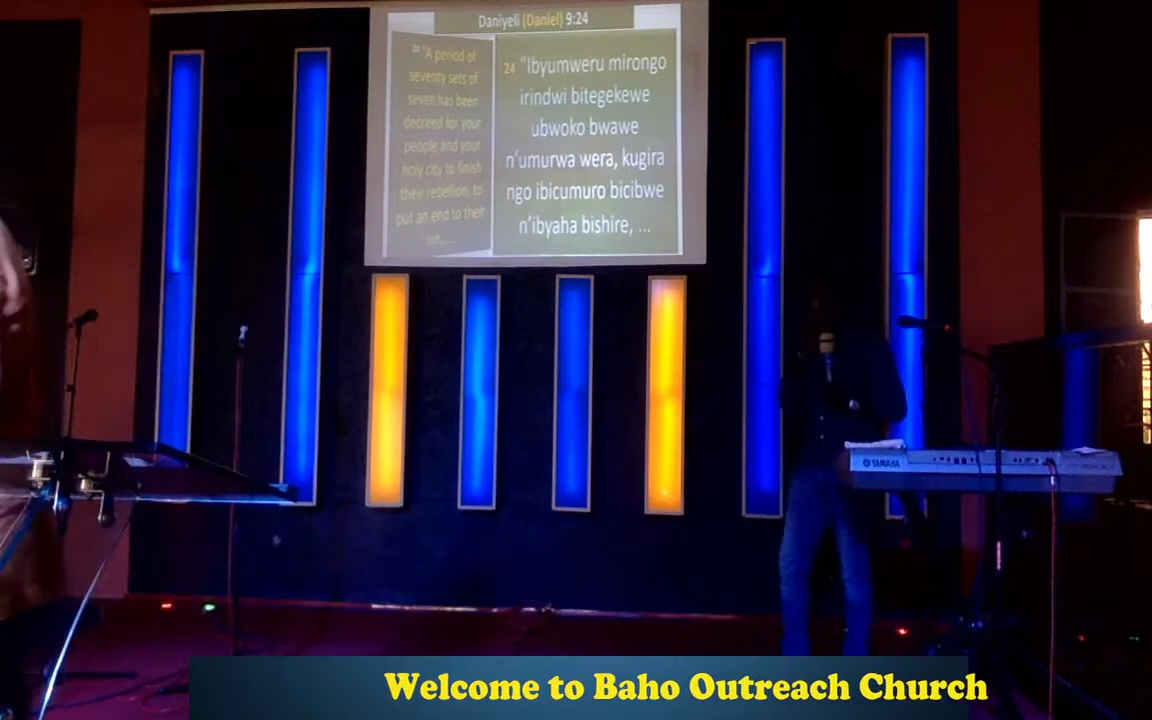 Daniyeli (Daniel) 9:24
24 "A period of
seventy sets of
seven has been
decreed for your
people and your
holy city to finish
their rebellion, to
put an end to their
sin,....
24 "Ibyumweru mirongo
irindwi bitegekewe
ubwoko bwawe
n'umurwa wera, kugira
ngo ibicumuro bicibwe
n'ibyaha bishire, ...
YAMAHA
Welcome to Baho Outreach Church